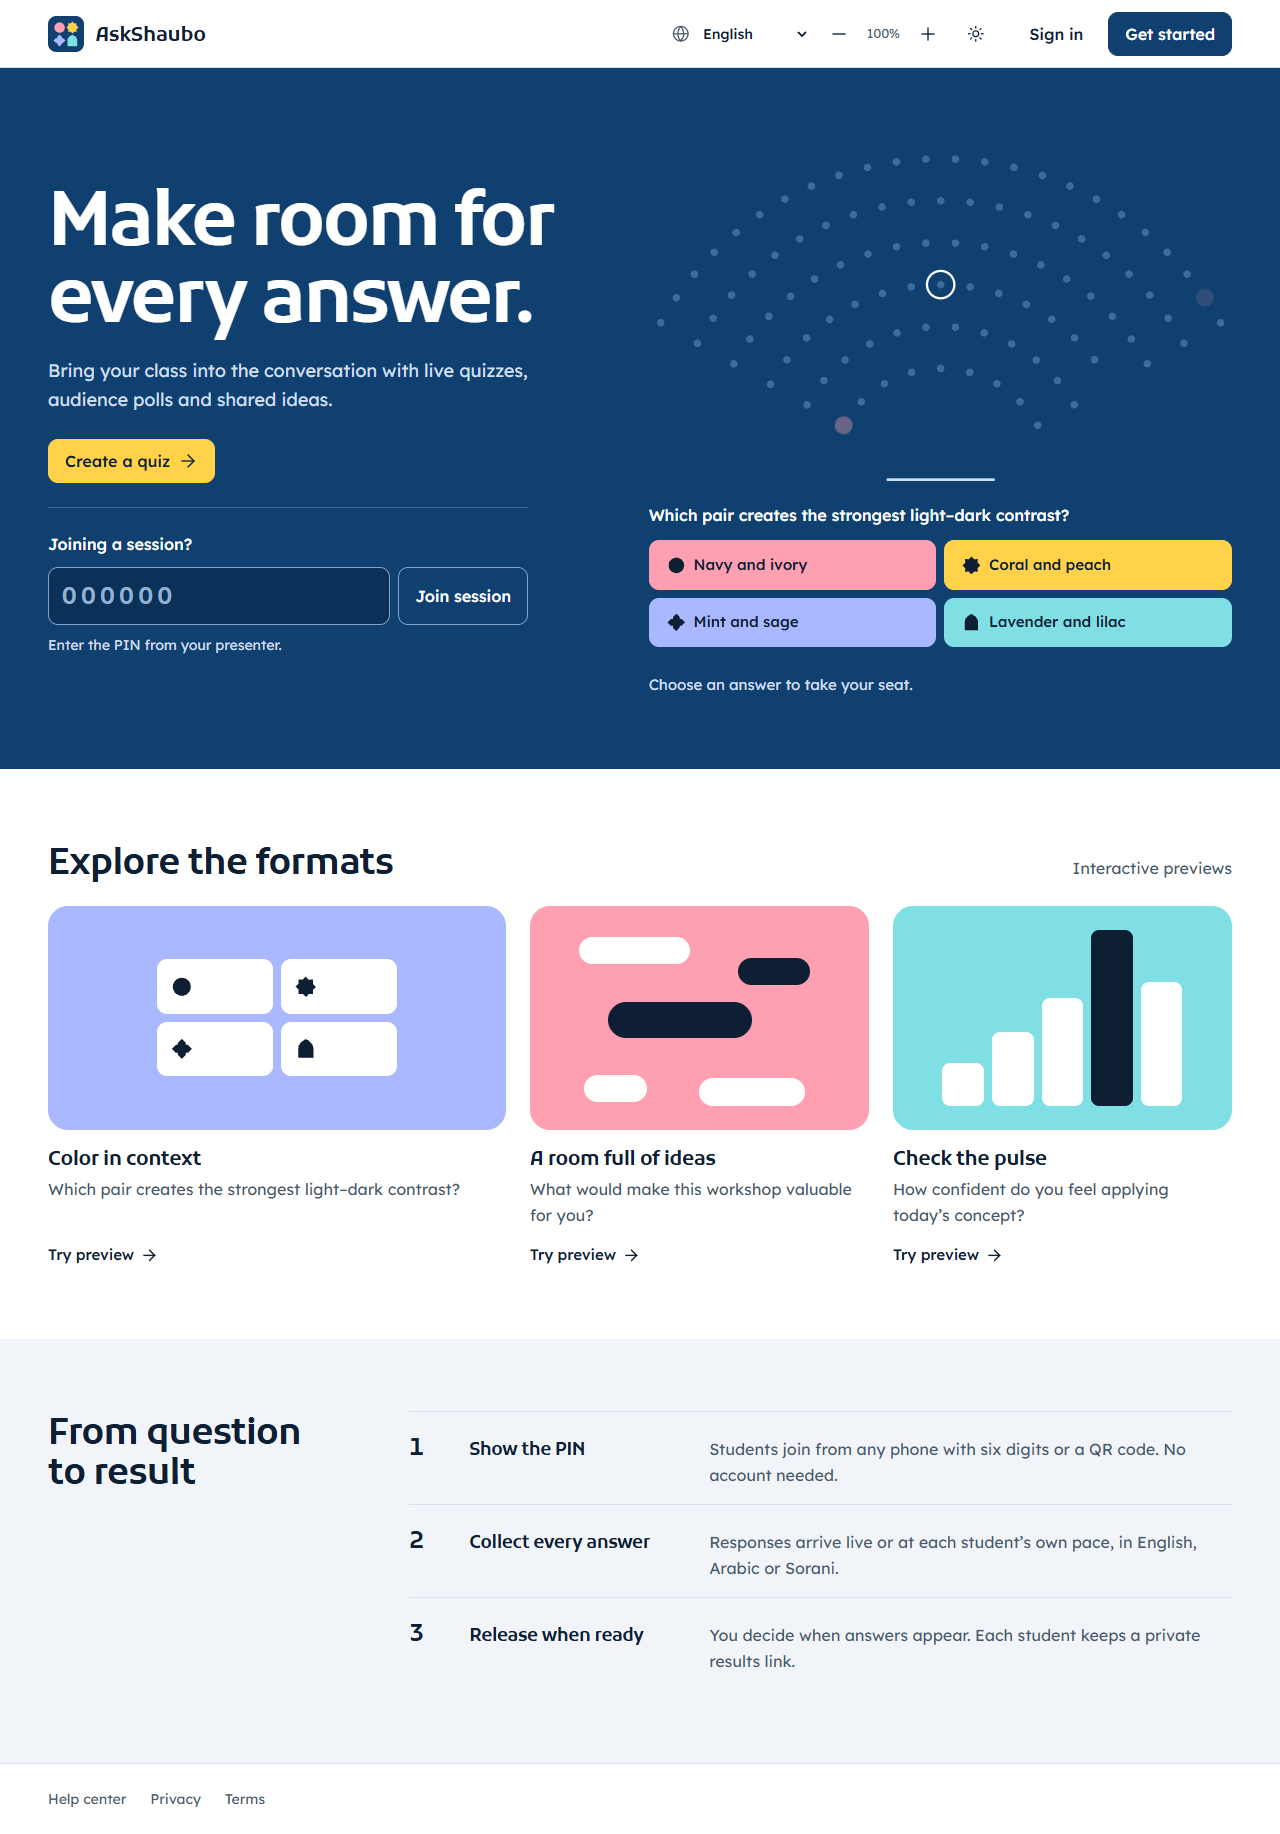 AskShaubo
English
100%
Sign in
Get started
Make room for
every answer.
Bring your class into the conversation with live quizzes,
audience polls and shared ideas.
Create a quiz
Joining a session?
000000
Join session
Enter the PIN from your presenter.
Which pair creates the strongest light–dark contrast?
Navy and ivory
Coral and peach
Mint and sage
Lavender and lilac
Choose an answer to take your seat.
Explore the formats
Interactive previews
Color in context
Which pair creates the strongest light–dark contrast?
Try preview
A room full of ideas
What would make this workshop valuable
for you?
Try preview
Check the pulse
How confident do you feel applying
today’s concept?
Try preview
From question
to result
1
Show the PIN
Students join from any phone with six digits or a QR code. No
account needed.
2
Collect every answer
Responses arrive live or at each student’s own pace, in English,
Arabic or Sorani.
3
Release when ready
You decide when answers appear. Each student keeps a private
results link.
Help center
Privacy
Terms